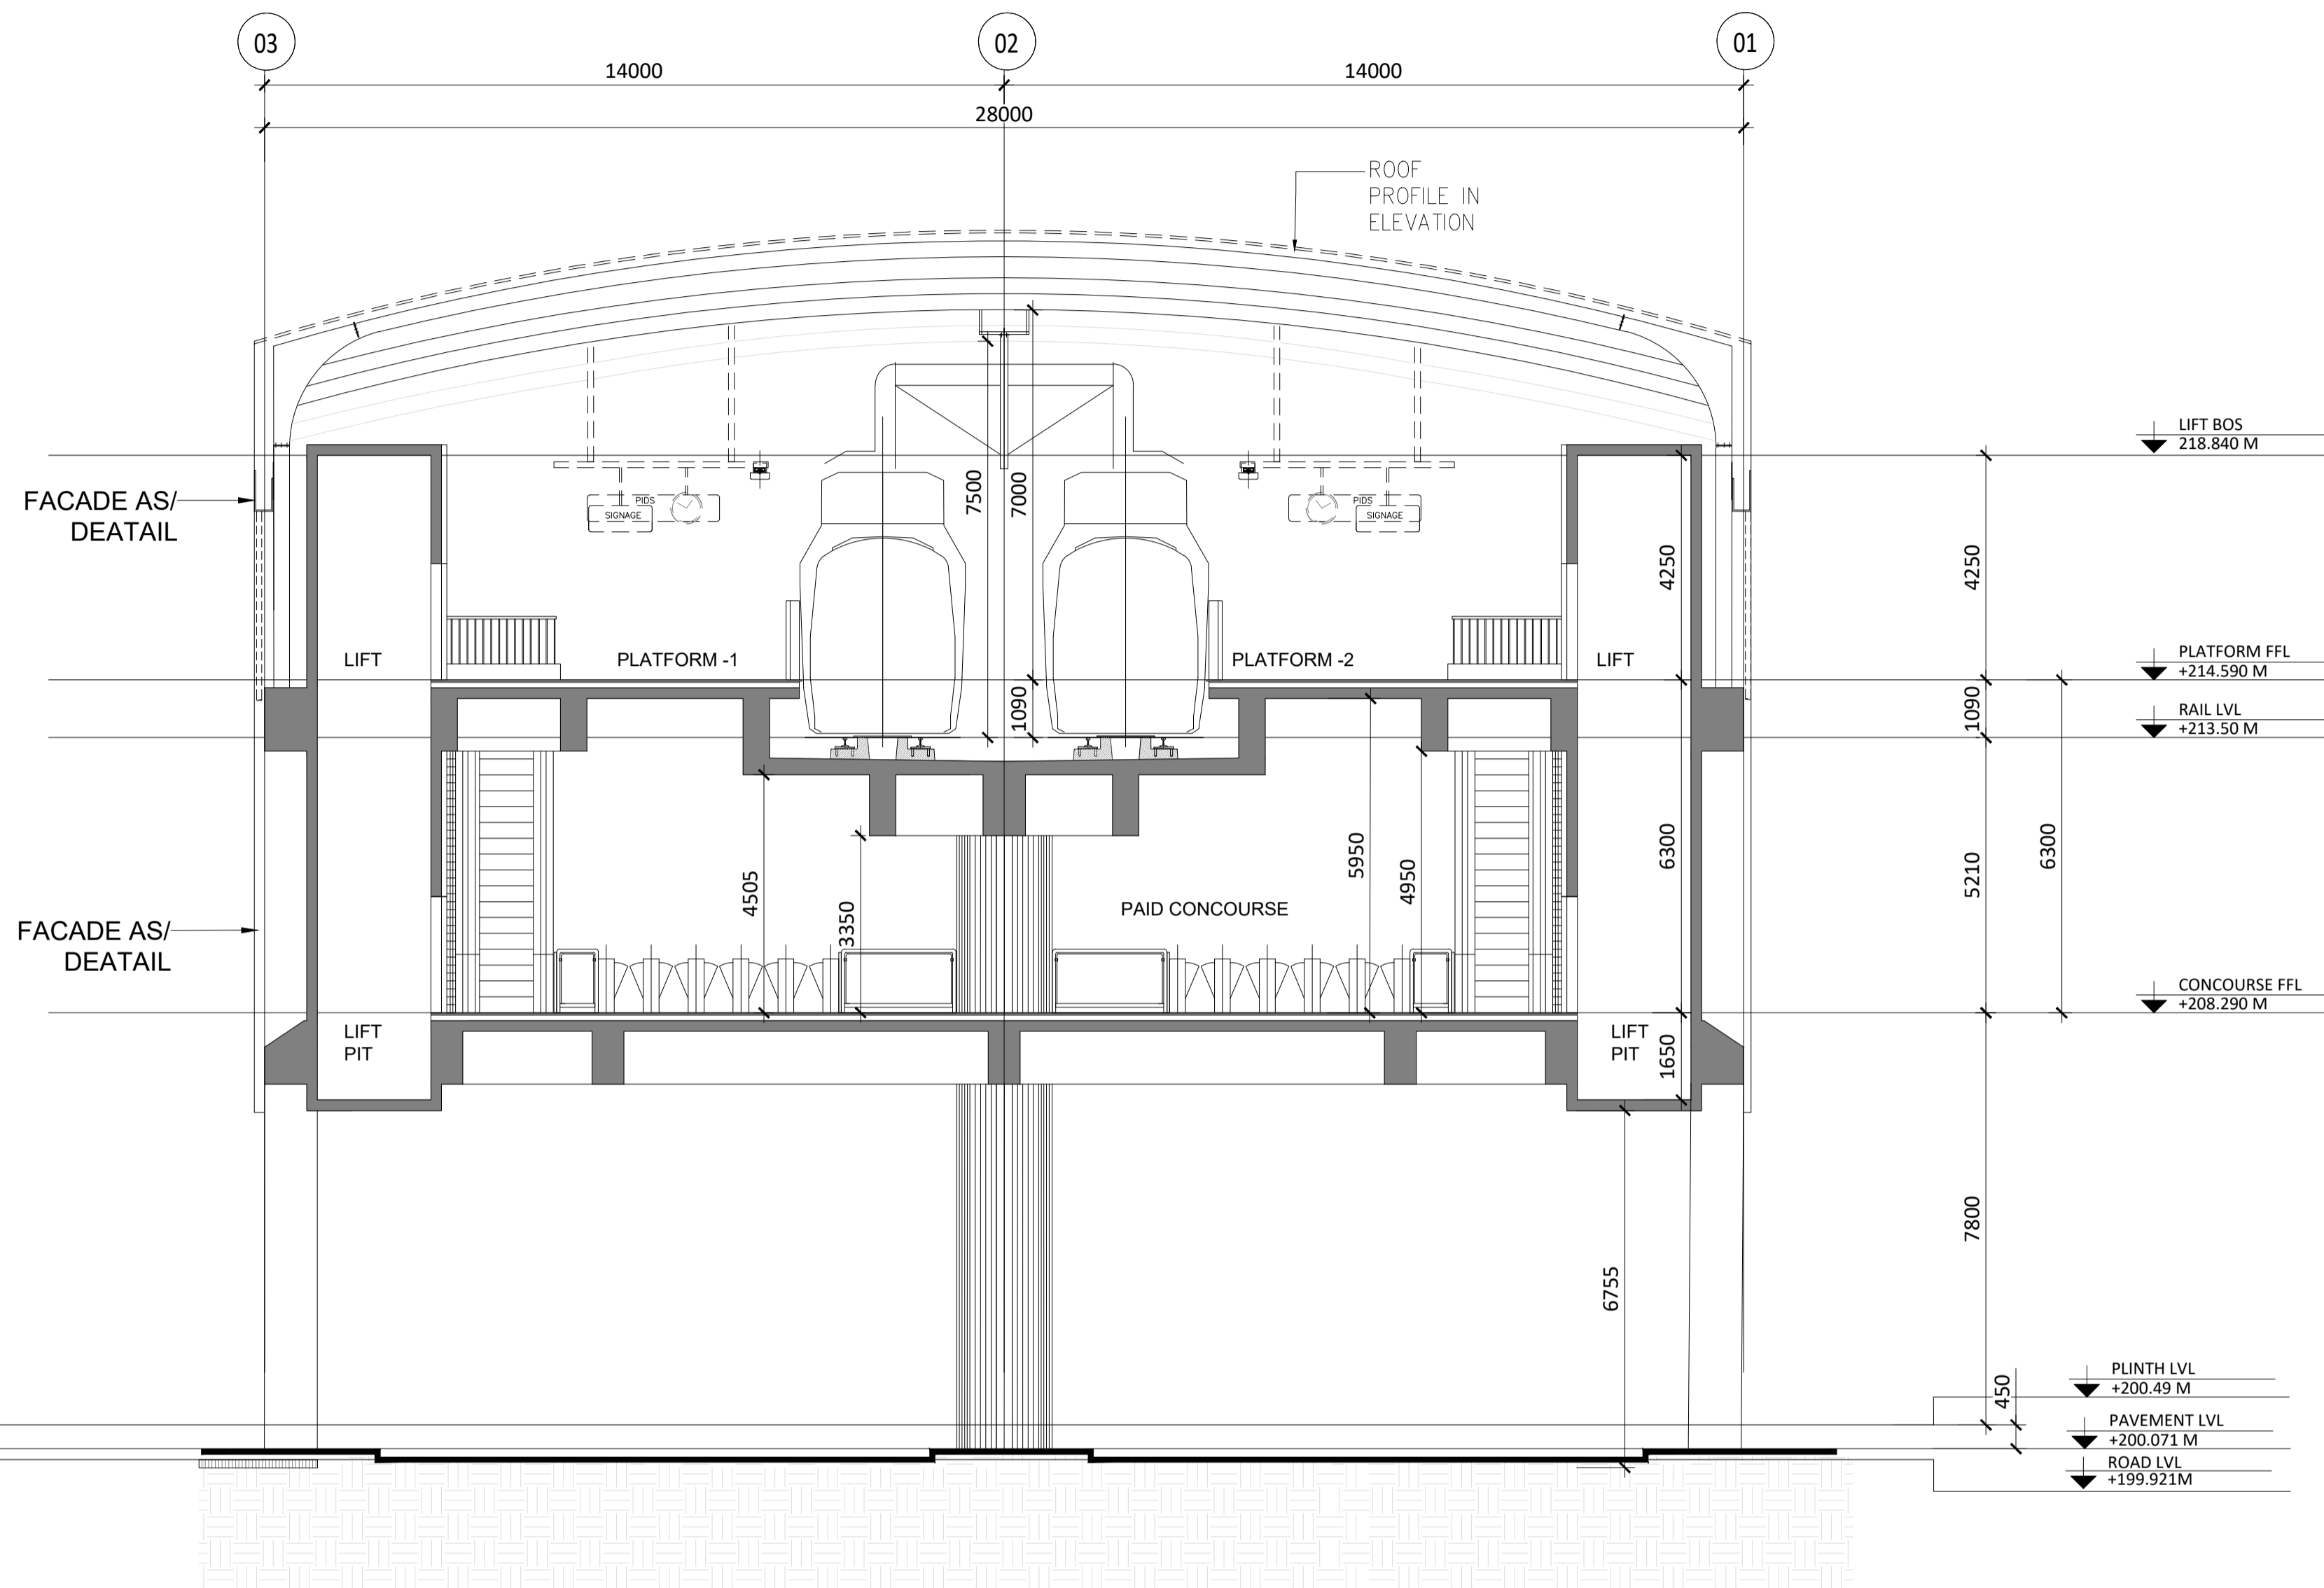 03
02
01
14000
14000
28000
ROOF
PROFILE IN
ELEVATION
LIFT BOS
218.840 M
FACADE AS/
DEATAIL
PIDS
SIGNAGE
7500
7000
PIDS
SIGNAGE
4250
4250
LIFT
PLATFORM -1
PLATFORM -2
LIFT
PLATFORM FFL
+214.590 M
1090
1090
RAIL LVL
+213.50 M
4505
3350
5950
4950
6300
5210
6300
PAID CONCOURSE
FACADE AS/
DEATAIL
CONCOURSE FFL
+208.290 M
LIFT
PIT
LIFT
PIT
1650
7800
6755
450
PLINTH LVL
+200.49 M
PAVEMENT LVL
+200.071 M
ROAD LVL
+199.921M